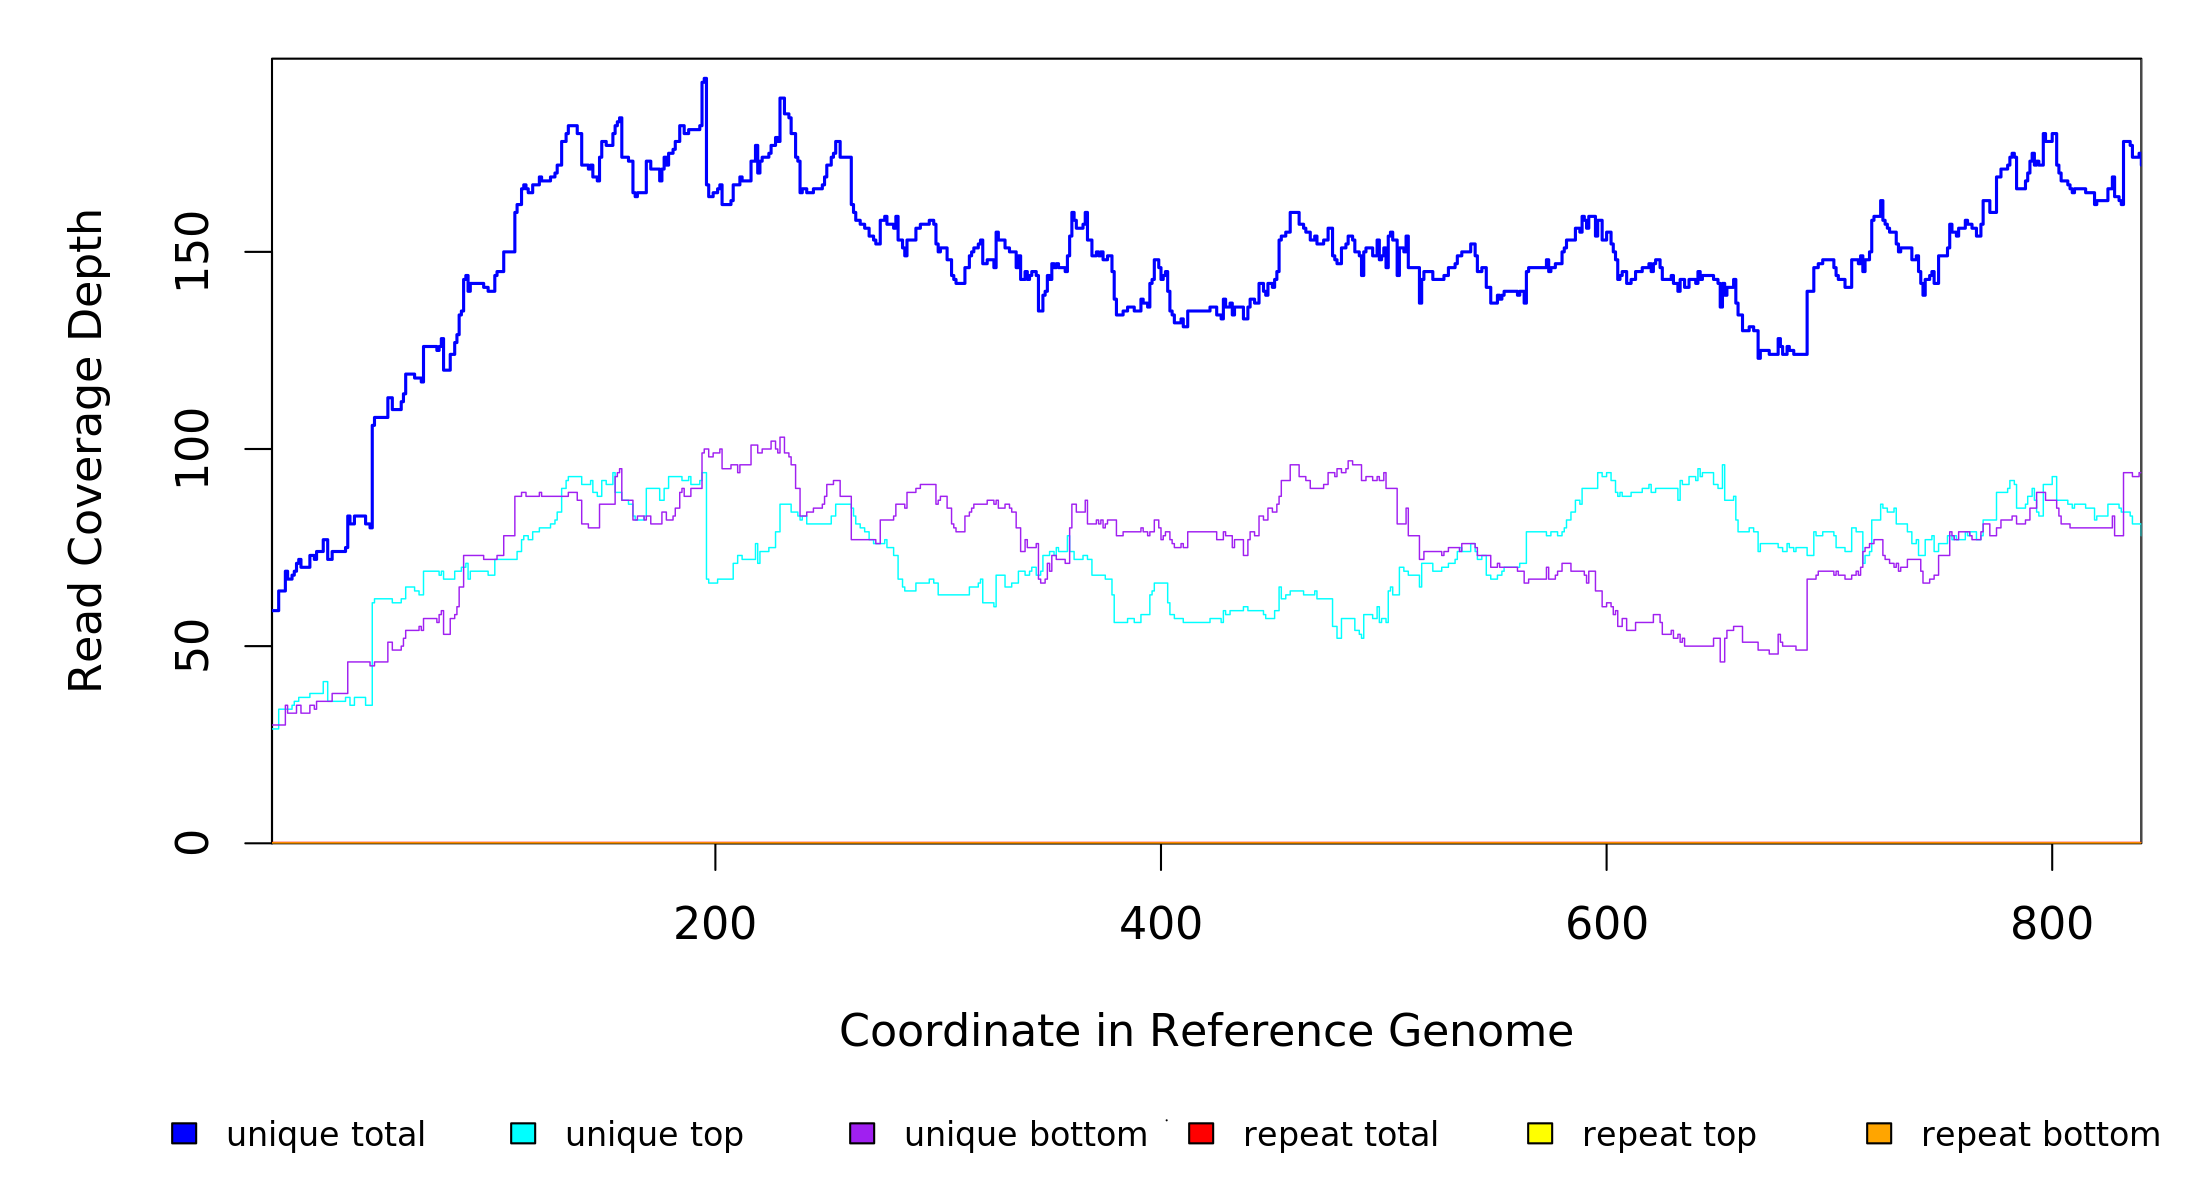 Read Coverage Depth
150
100
50
0
200 400 600 800
Coordinate in Reference Genome
unique total unique top unique bottom repeat total repeat top repeat bottom